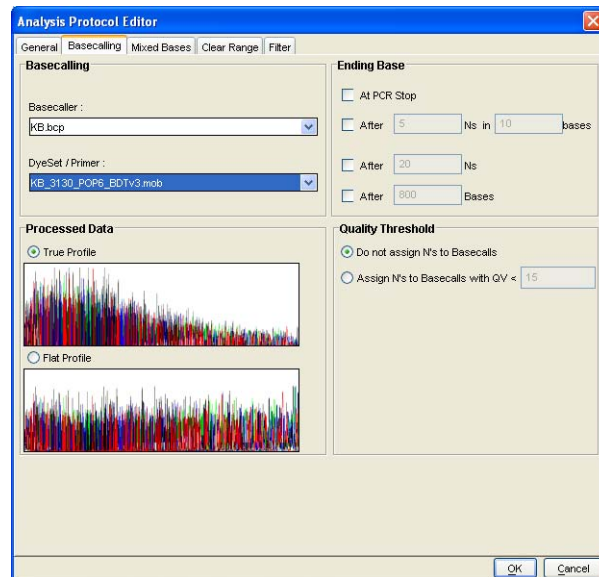 Analysis Protocol Editor
General Basecalling Mixed Bases Clear Range Filter
Basecalling
Basecaller :
KB.bcp
DyeSet / Primer :
KB_3130_POP6_BDTv3.mob
Ending Base
At PCR Stop
After 5 Ns in 10 bases
After 20 Ns
After 800 Bases
Processed Data
True Profile
Flat Profile
Quality Threshold
Do not assign N's to Basecalls
Assign N's to Basecalls with QV < 15
OK Cancel